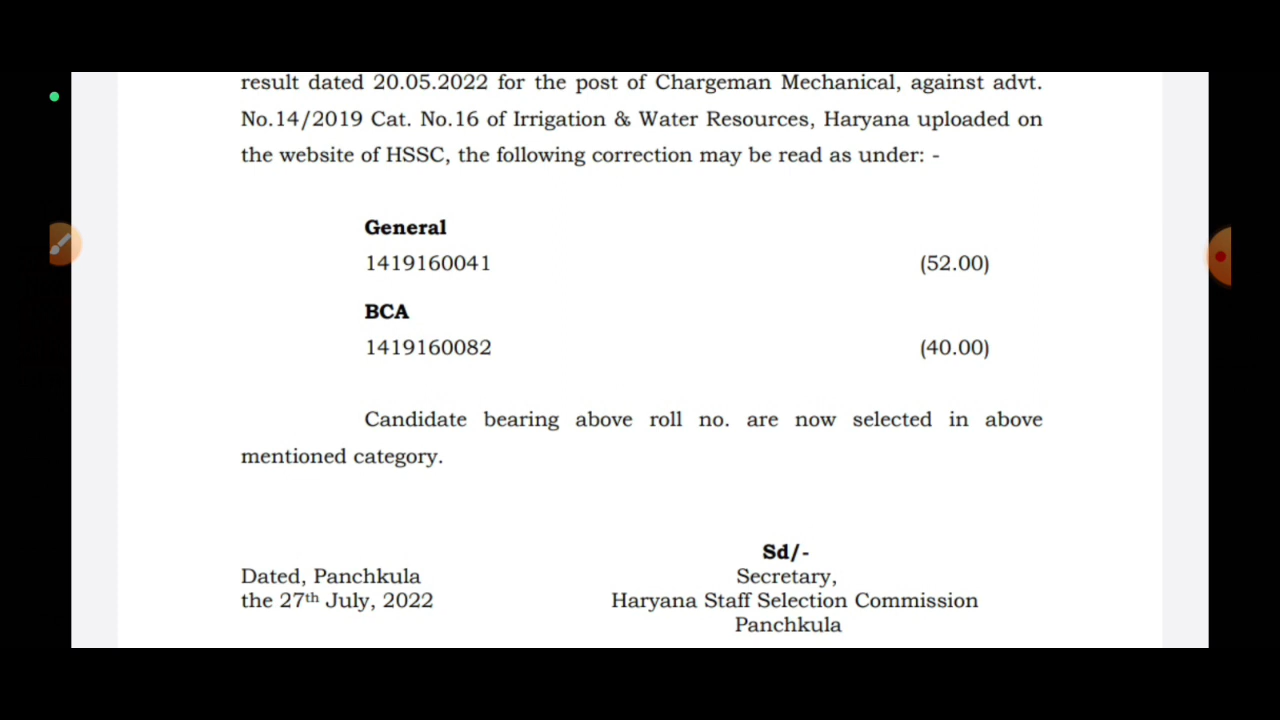 result dated 20.05.2022 for the post of Chargeman Mechanical, against advt.
No.14/2019 Cat. No.16 of Irrigation & Water Resources, Haryana uploaded on
the website of HSSC, the following correction may be read as under: -
General
1419160041 (52.00)
BCA
1419160082 (40.00)
Candidate bearing above roll no. are now selected in above
mentioned category.
Sd/-
Dated, Panchkula Secretary,
the 27th July, 2022 Haryana Staff Selection Commission
Panchkula